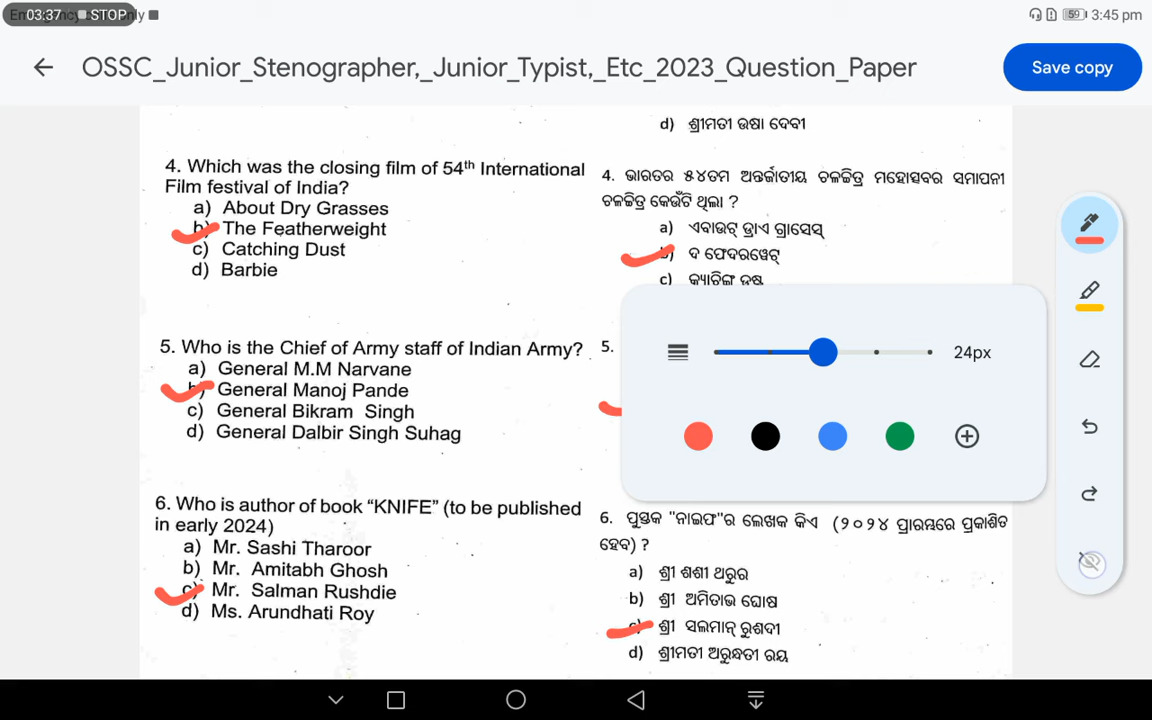 03:37 STOP
59 3:45 pm
OSSC_Junior_Stenographer,_Junior_Typist,_Etc_2023_Question_Paper
Save copy
d) ଶ୍ରୀମତୀ ଉଷା ଦେବୀ
4. Which was the closing film of 54th International
Film festival of India?
a) About Dry Grasses
b) The Featherweight
c) Catching Dust
d) Barbie
4. ଭାରତର ୫୪ତମ ଅନ୍ତର୍ଜାତୀୟ ଚଳଚ୍ଚିତ୍ର ମହୋତ୍ସବର ସମାପନୀ
ଚଳଚ୍ଚିତ୍ର କେଉଁଟି ଥିଲା ?
a) ଏବାଉଟ୍ ଡ୍ରାଏ ଗ୍ରାସେସ୍
b) ଦ ଫେଦରୱେଟ୍
c) କ୍ୟାଚିଙ୍ଗ ଡଷ୍ଟ
5. Who is the Chief of Army staff of Indian Army?
a) General M.M Narvane
b) General Manoj Pande
c) General Bikram Singh
d) General Dalbir Singh Suhag
5.
24px
6. Who is author of book “KNIFE” (to be published
in early 2024)
a) Mr. Sashi Tharoor
b) Mr. Amitabh Ghosh
c) Mr. Salman Rushdie
d) Ms. Arundhati Roy
6. ପୁସ୍ତକ "ନାଇଫ"ର ଲେଖକ କିଏ (୨୦୨୪ ପ୍ରାରମ୍ଭରେ ପ୍ରକାଶିତ
ହେବ) ?
a) ଶ୍ରୀ ଶଶୀ ଥରୁର
b) ଶ୍ରୀ ଅମିତାଭ ଘୋଷ
c) ଶ୍ରୀ ସଲମାନ୍ ରୁଶଦୀ
d) ଶ୍ରୀମତୀ ଅରୁନ୍ଧତୀ ରୟ